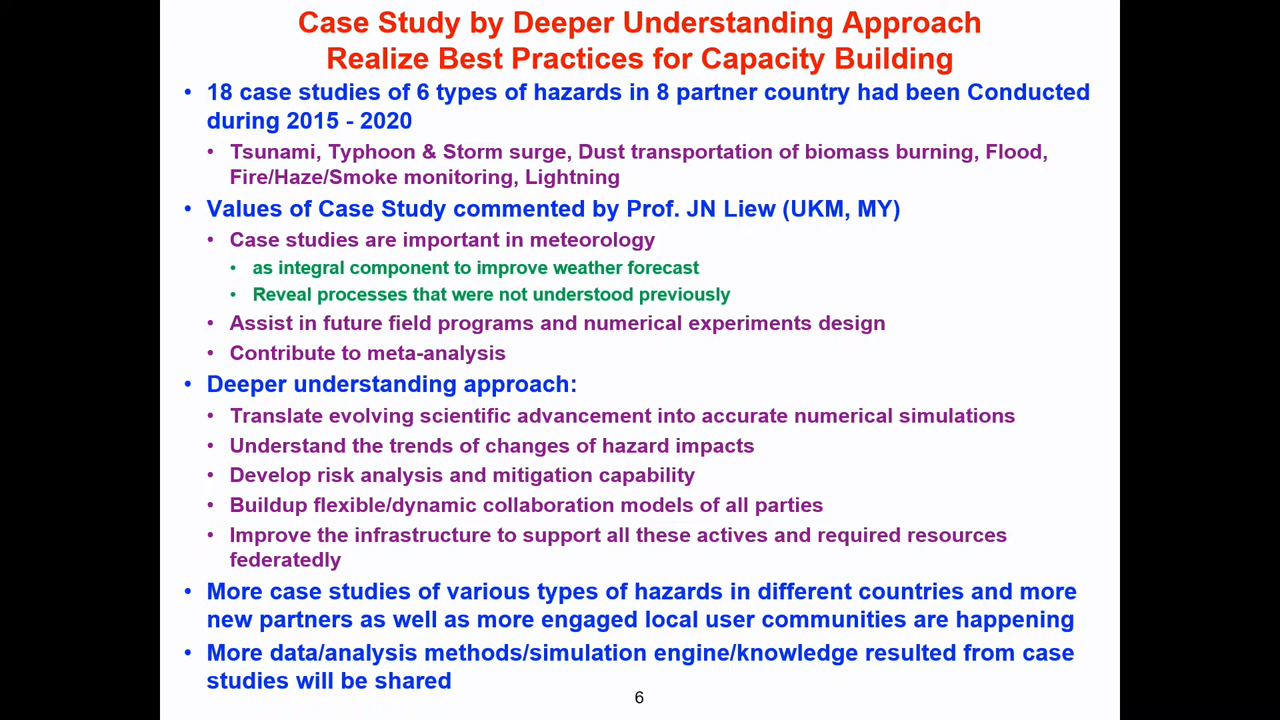 Case Study by Deeper Understanding Approach
Realize Best Practices for Capacity Building
• 18 case studies of 6 types of hazards in 8 partner country had been Conducted
during 2015 - 2020
• Tsunami, Typhoon & Storm surge, Dust transportation of biomass burning, Flood,
Fire/Haze/Smoke monitoring, Lightning
• Values of Case Study commented by Prof. JN Liew (UKM, MY)
• Case studies are important in meteorology
• as integral component to improve weather forecast
• Reveal processes that were not understood previously
• Assist in future field programs and numerical experiments design
• Contribute to meta-analysis
• Deeper understanding approach:
• Translate evolving scientific advancement into accurate numerical simulations
• Understand the trends of changes of hazard impacts
• Develop risk analysis and mitigation capability
• Buildup flexible/dynamic collaboration models of all parties
• Improve the infrastructure to support all these actives and required resources
federatedly
• More case studies of various types of hazards in different countries and more
new partners as well as more engaged local user communities are happening
• More data/analysis methods/simulation engine/knowledge resulted from case
studies will be shared
6